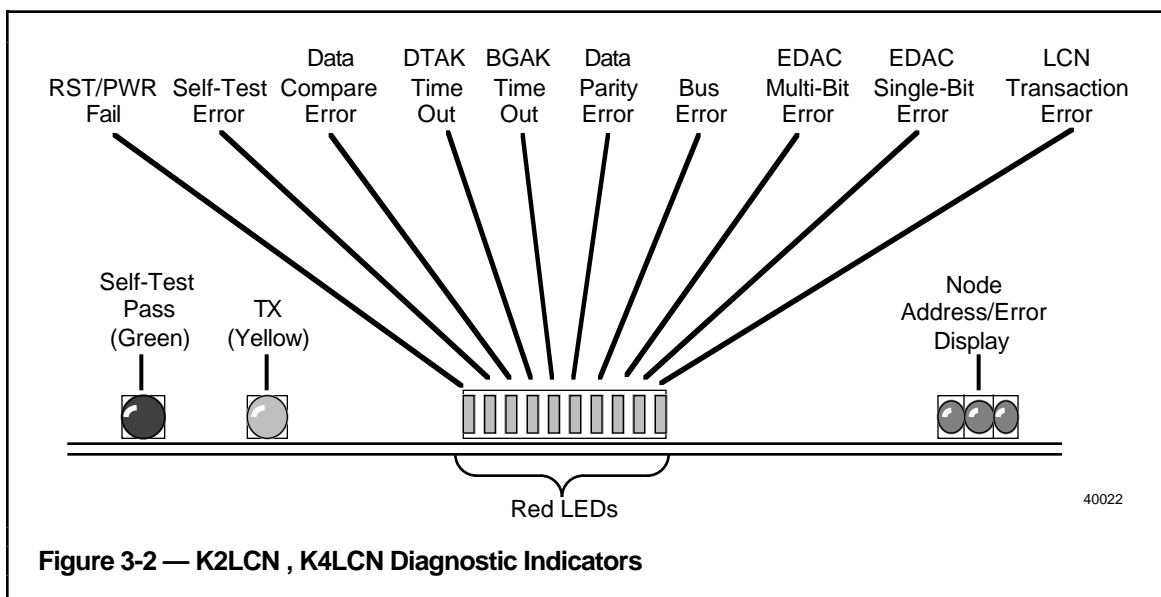 RST/PWR
Fail
Self-Test
Error
Data
Compare
Error
DTAK
Time
Out
BGAK
Time
Out
Data
Parity
Error
Bus
Error
EDAC
Multi-Bit
Error
EDAC
Single-Bit
Error
LCN
Transaction
Error
Self-Test
Pass
(Green)
TX
(Yellow)
Node
Address/Error
Display
Red LEDs
40022
Figure 3-2 — K2LCN , K4LCN Diagnostic Indicators